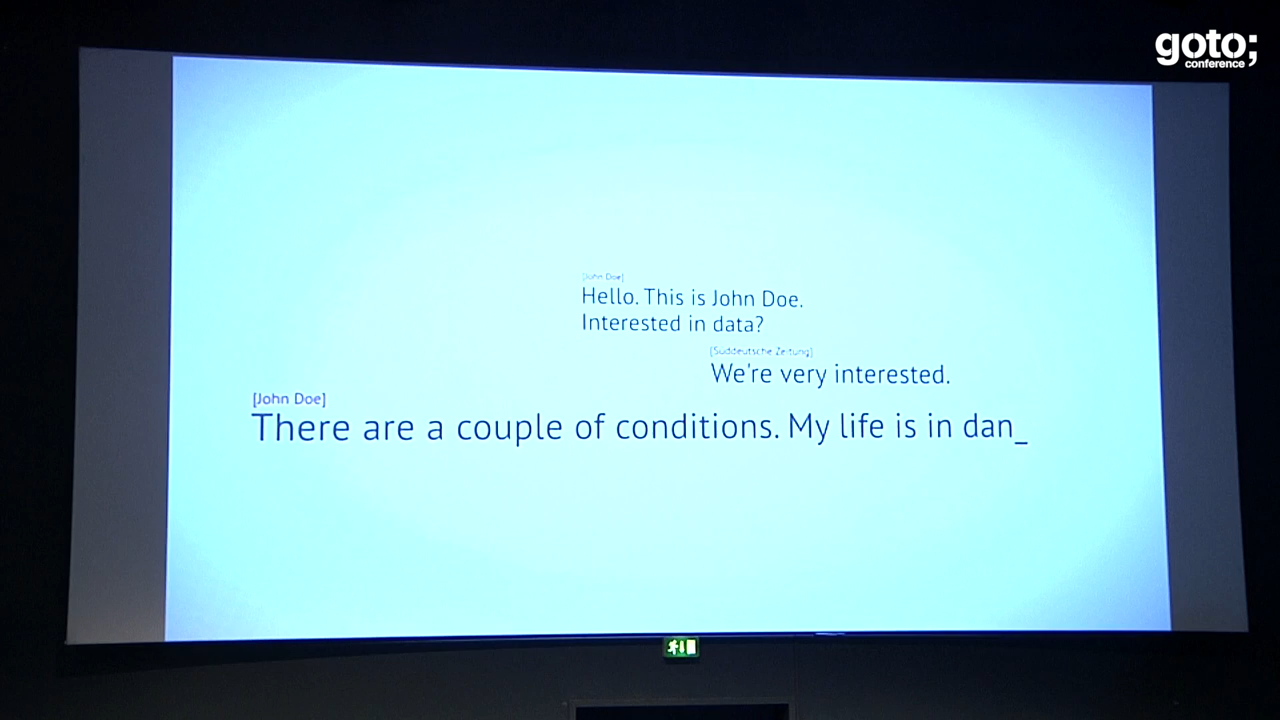 goto;
conference
[John Doe]
Hello. This is John Doe.
Interested in data?
[Suddeutsche Zeitung]
We're very interested.
[John Doe]
There are a couple of conditions. My life is in dan_